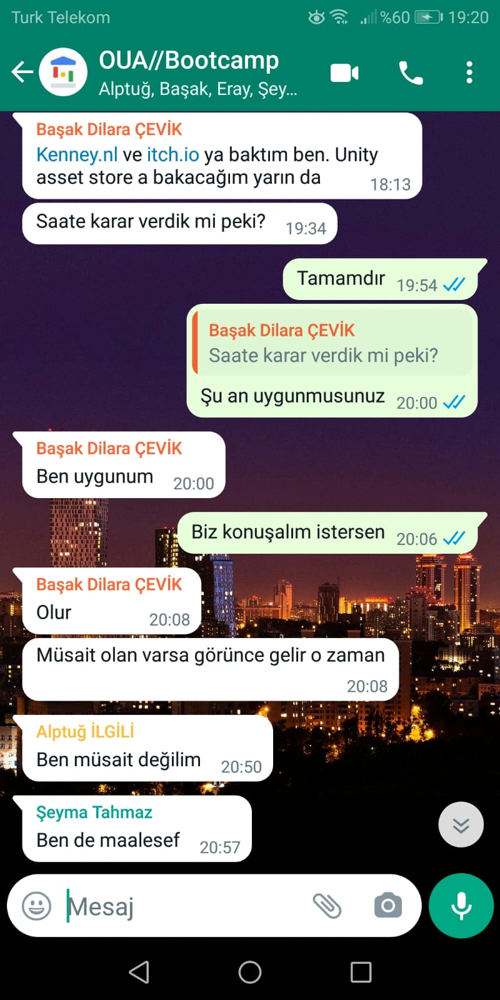 Turk Telekom
%60 19:20
OUA//Bootcamp
Alptuğ, Başak, Eray, Şey...
Başak Dilara ÇEVİK
Kenney.nl ve itch.io ya baktım ben. Unity
asset store a bakacağım yarın da
18:13
Saate karar verdik mi peki?
19:34
Tamamdır
19:54
Başak Dilara ÇEVİK
Saate karar verdik mi peki?
Şu an uygunmusunuz
20:00
Başak Dilara ÇEVİK
Ben uygunum
20:00
Biz konuşalım istersen
20:06
Başak Dilara ÇEVİK
Olur
20:08
Müsait olan varsa görünce gelir o zaman
20:08
Alptuğ İLGİLİ
Ben müsait değilim
20:50
Şeyma Tahmaz
Ben de maalesef
20:57
Mesaj